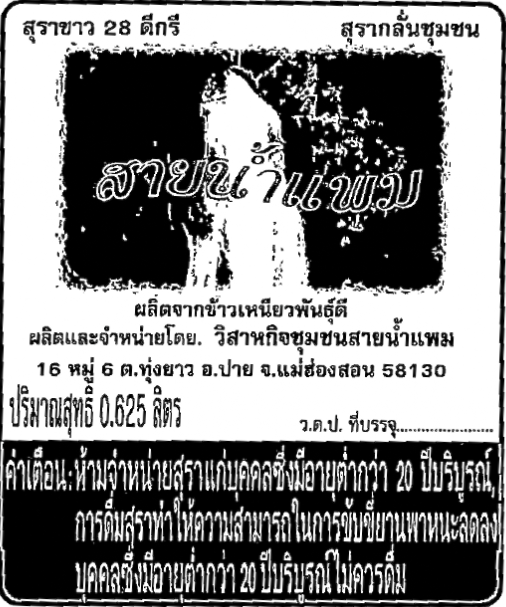 สุราขาว 28 ดีกรี สุรากลั่นชุมชน
สายน้ำแพม
ผลิตจากข้าวเหนียวพันธุ์ดี
ผลิตและจำหน่ายโดย. วิสาหกิจชุมชนสายน้ำแพม
16 หมู่ 6 ต.ทุ่งยาว อ.ปาย จ.แม่ฮ่องสอน 58130
ปริมาณสุทธิ 0.625 ลิตร
ว.ด.ป. ที่บรรจุ......................
คำเตือน:ห้ามจำหน่ายสุราแก่บุคคลซึ่งมีอายุต่ำกว่า 20 ปีบริบูรณ์,
การดื่มสุราทำให้ความสามารถในการขับขี่ยานพาหนะลดลง
บุคคลซึ่งมีอายุต่ำกว่า 20 ปีบริบูรณ์ไม่ควรดื่ม